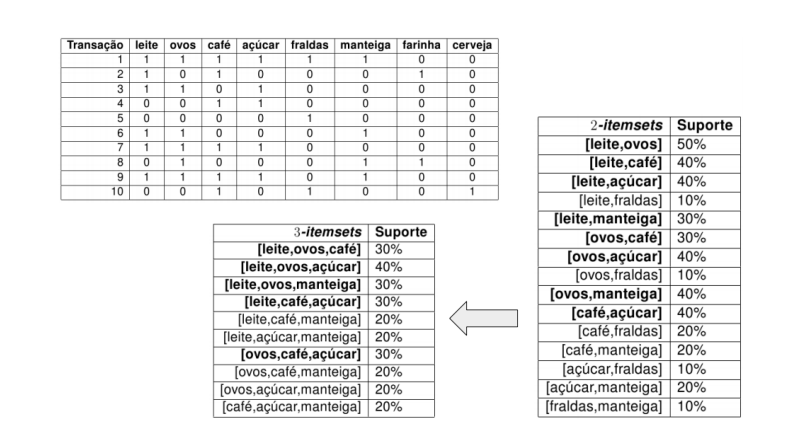 Transação leite ovos café açúcar fraldas manteiga farinha cerveja
1 1 1 1 1 1 1 0 0
2 1 0 1 0 0 0 1 0
3 1 1 0 1 0 0 0 0
4 0 0 1 1 0 0 0 0
5 0 0 0 0 1 0 0 0
6 1 1 0 0 0 1 0 0
7 1 1 1 1 0 0 0 0
8 0 1 0 0 0 1 1 0
9 1 1 1 1 0 1 0 0
10 0 0 1 0 1 0 0 1
2-itemsets Suporte
[leite,ovos] 50%
[leite,café] 40%
[leite,açúcar] 40%
[leite,fraldas] 10%
[leite,manteiga] 30%
[ovos,café] 30%
[ovos,açúcar] 40%
[ovos,fraldas] 10%
[ovos,manteiga] 40%
[café,açúcar] 40%
[café,fraldas] 20%
[café,manteiga] 20%
[açúcar,fraldas] 10%
[açúcar,manteiga] 20%
[fraldas,manteiga] 10%
3-itemsets Suporte
[leite,ovos,café] 30%
[leite,ovos,açúcar] 40%
[leite,ovos,manteiga] 30%
[leite,café,açúcar] 30%
[leite,café,manteiga] 20%
[leite,açúcar,manteiga] 20%
[ovos,café,açúcar] 30%
[ovos,café,manteiga] 20%
[ovos,açúcar,manteiga] 20%
[café,açúcar,manteiga] 20%